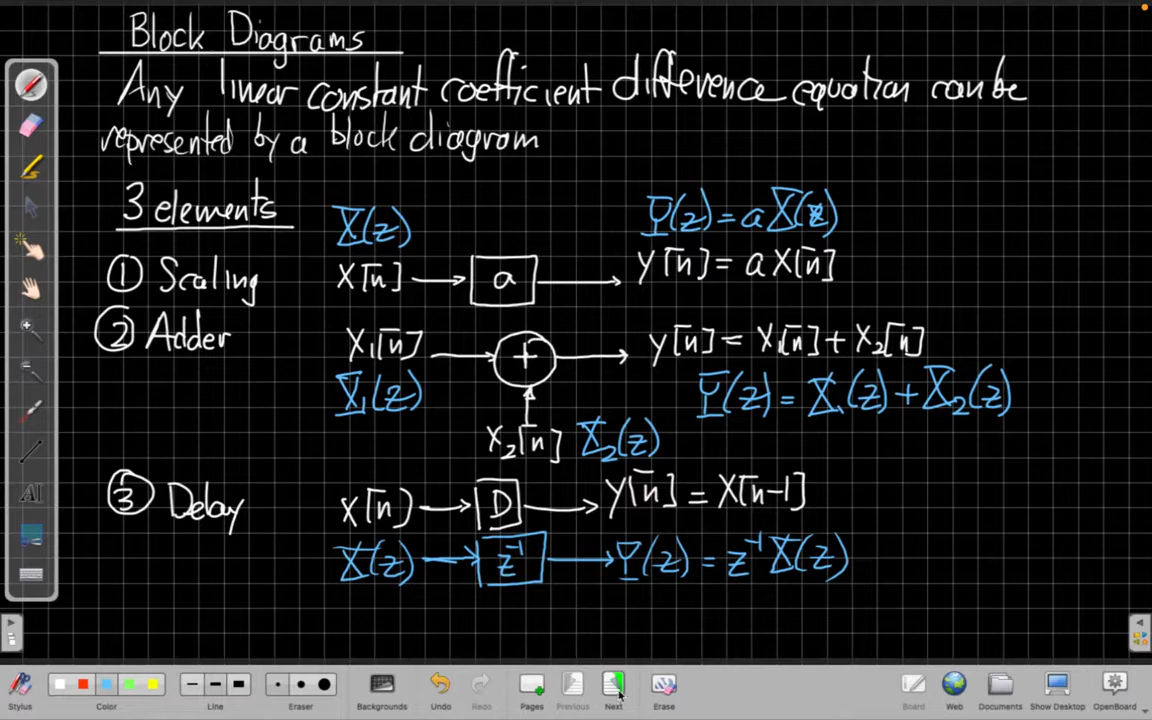 Block Diagrams
Any linear constant coefficient difference equation can be
represented by a block diagram
3 elements
X(z)
Y(z) = a X(z)
① Scaling
X[n] → a → Y[n] = a X[n]
② Adder
X₁[n] → + → Y[n] = X₁[n] + X₂[n]
X₁(z)
Y(z) = X₁(z) + X₂(z)
X₂[n] X₂(z)
③ Delay
X[n] → D → Y[n] = X[n-1]
X(z) → z⁻¹ → Y(z) = z⁻¹ X(z)
AI
Color
Line
Eraser
Backgrounds
Undo
Redo
Pages
Previous
Next
Erase
Board
Web
Documents
Show Desktop
OpenBoard